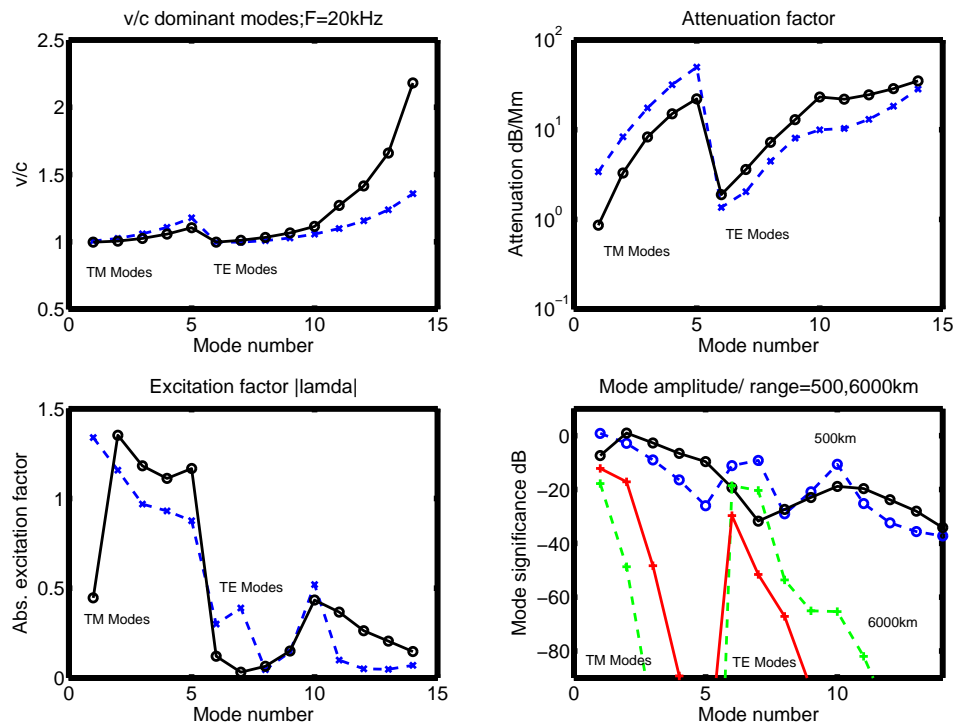 v/c dominant modes;F=20kHz
2.5
2
1.5
1
0.5
v/c
TM Modes
TE Modes
0
5
10
15
Mode number
Attenuation factor
10^2
10^1
10^0
10^−1
Attenuation dB/Mm
TM Modes
TE Modes
0
5
10
15
Mode number
Excitation factor |lamda|
1.5
1
0.5
0
Abs. excitation factor
TM Modes
TE Modes
0
5
10
15
Mode number
Mode amplitude/ range=500,6000km
0
−20
−40
−60
−80
Mode significance dB
500km
6000km
TM Modes
TE Modes
0
5
10
Mode number